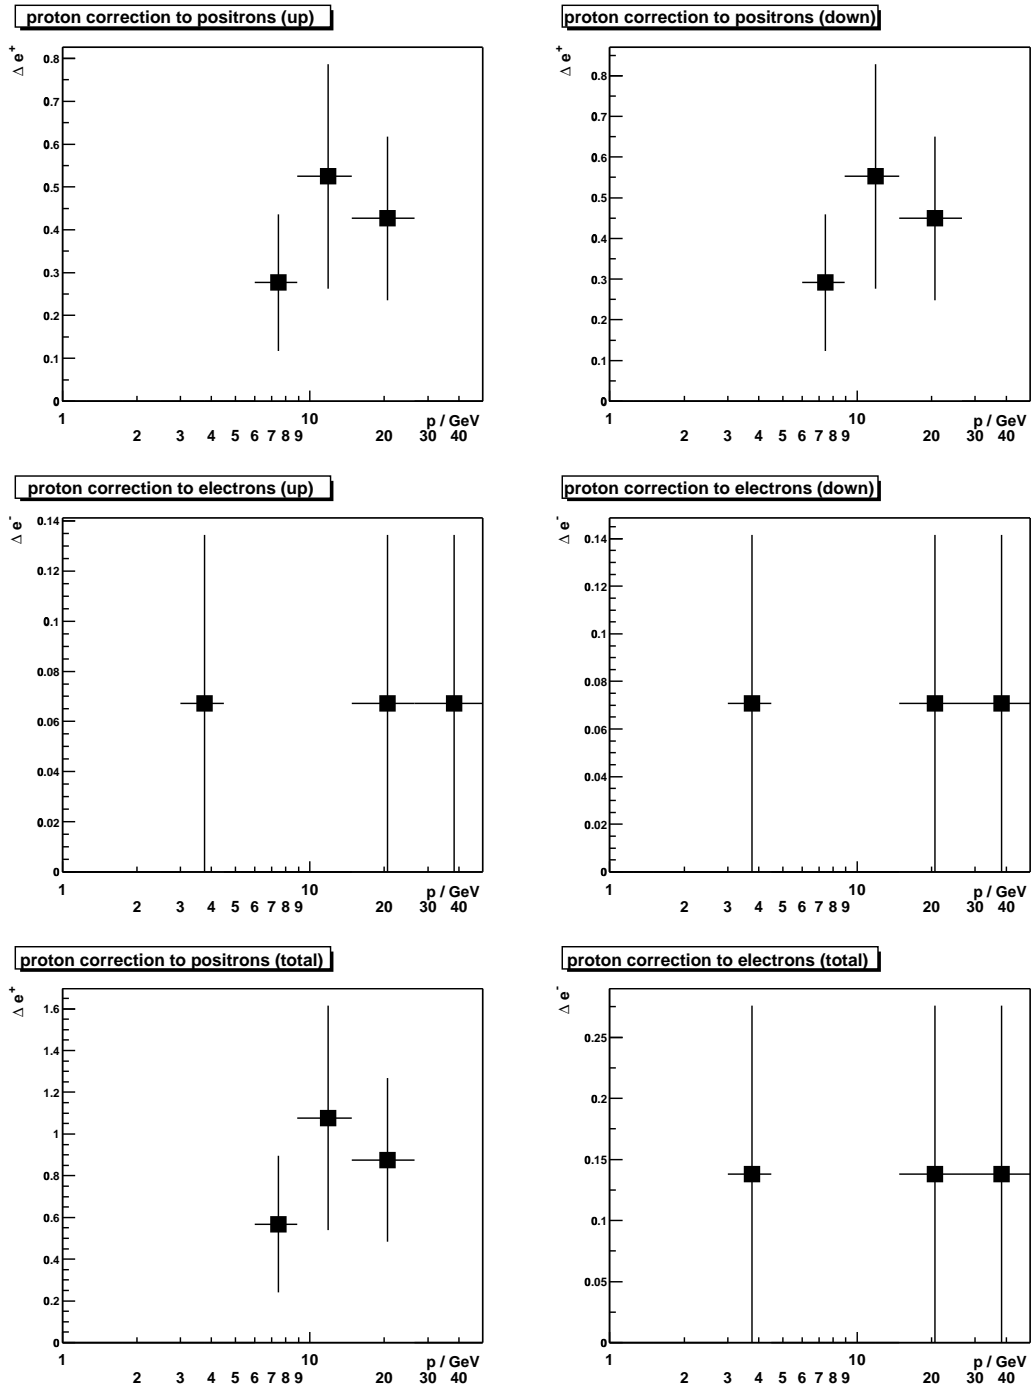 proton correction to positrons (up)
Δ e⁺
0.8
0.7
0.6
0.5
0.4
0.3
0.2
0.1
0
1 10
p / GeV
2 3 4 5 6 7 8 9 20 30 40
proton correction to positrons (down)
Δ e⁺
0.8
0.7
0.6
0.5
0.4
0.3
0.2
0.1
0
1 10
p / GeV
2 3 4 5 6 7 8 9 20 30 40
proton correction to electrons (up)
Δ e⁻
0.14
0.12
0.1
0.08
0.06
0.04
0.02
0
1 10
p / GeV
2 3 4 5 6 7 8 9 20 30 40
proton correction to electrons (down)
Δ e⁻
0.14
0.12
0.1
0.08
0.06
0.04
0.02
0
1 10
p / GeV
2 3 4 5 6 7 8 9 20 30 40
proton correction to positrons (total)
Δ e⁺
1.6
1.4
1.2
1
0.8
0.6
0.4
0.2
0
1 10
p / GeV
2 3 4 5 6 7 8 9 20 30 40
proton correction to electrons (total)
Δ e⁻
0.25
0.2
0.15
0.1
0.05
0
1 10
p / GeV
2 3 4 5 6 7 8 9 20 30 40